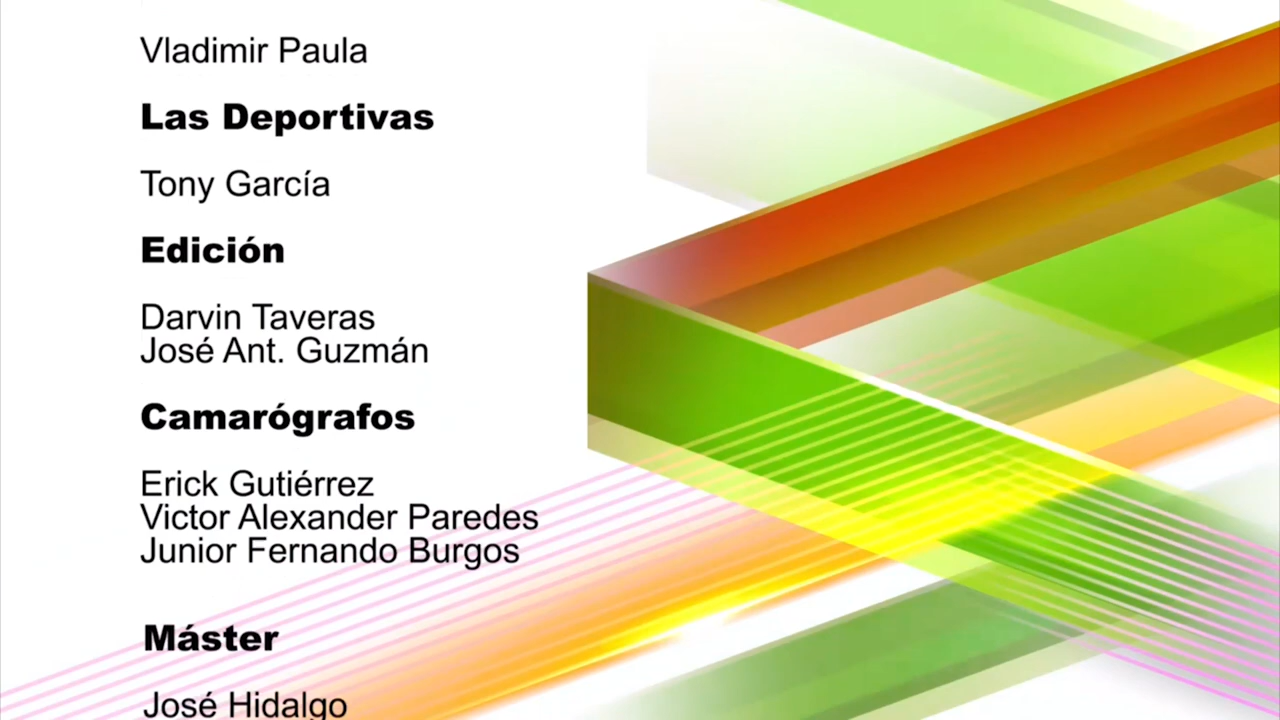 Vladimir Paula
Las Deportivas
Tony García
Edición
Darvin Taveras
José Ant. Guzmán
Camarógrafos
Erick Gutiérrez
Victor Alexander Paredes
Junior Fernando Burgos
Máster
José Hidalgo